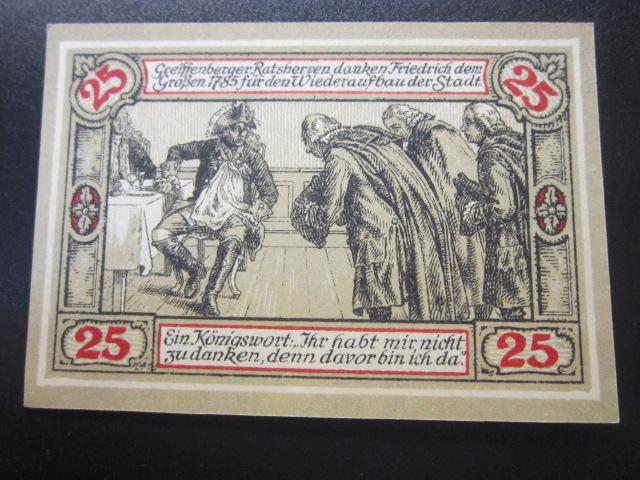 25
Greiffenberger Ratsherren danken Friedrich dem
Großen 1785 für den Wiederaufbau der Stadt
25
25
Ein Königswort: „Ihr habt mir nicht
zu danken, denn davor bin ich da".
25